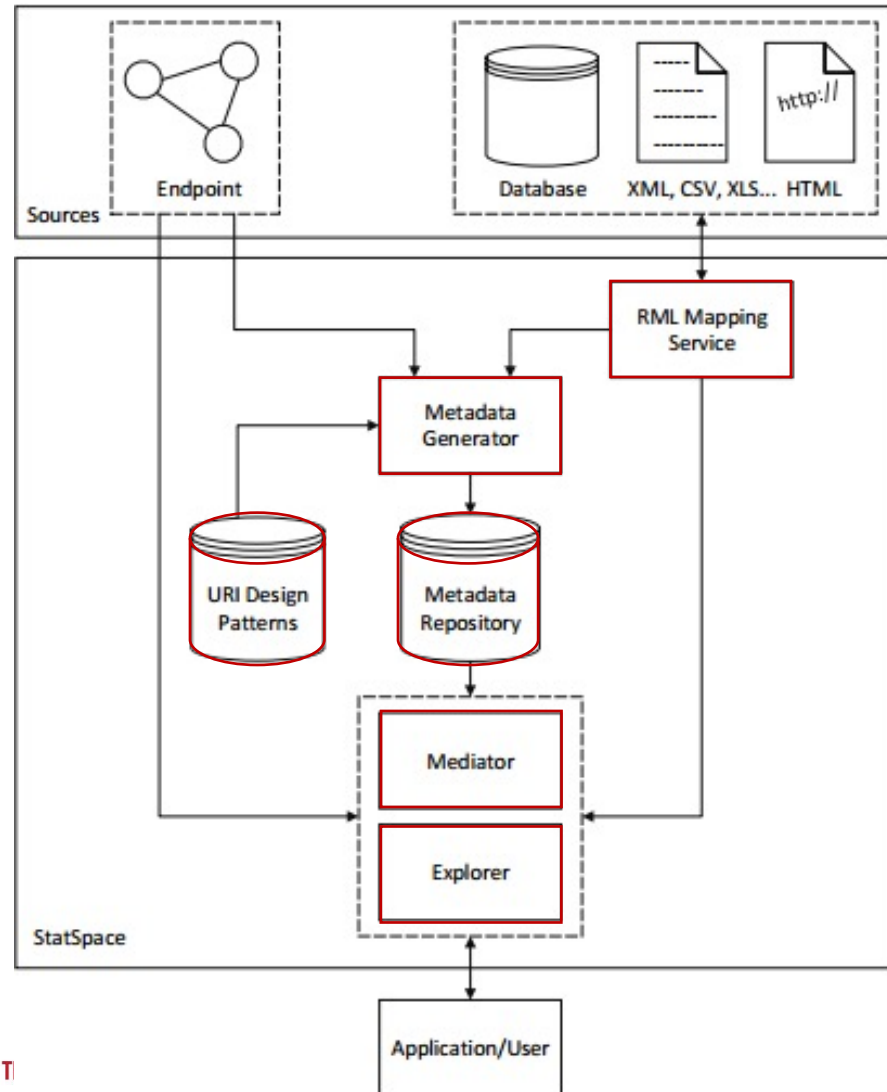 http://
Endpoint
Database
XML, CSV, XLS... HTML
Sources
RML Mapping
Service
Metadata
Generator
URI Design
Patterns
Metadata
Repository
Mediator
Explorer
StatSpace
Application/User